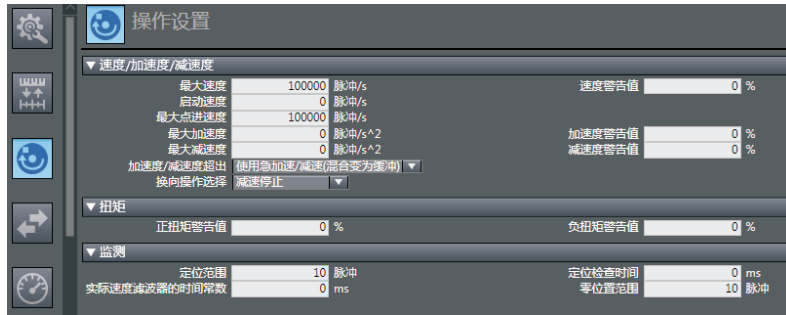 操作设置
▼ 速度/加速度/减速度
最大速度 100000 脉冲/s 速度警告值 0 %
启动速度 0 脉冲/s
最大点进速度 100000 脉冲/s
最大加速度 0 脉冲/s^2 加速度警告值 0 %
最大减速度 0 脉冲/s^2 减速度警告值 0 %
加速度/减速度超出 使用急加速/减速(混合变为缓冲) ▼
换向操作选择 减速停止 ▼
▼ 扭矩
正扭矩警告值 0 % 负扭矩警告值 0 %
▼ 监测
定位范围 10 脉冲 定位检查时间 0 ms
实际速度滤波器的时间常数 0 ms 零位置范围 10 脉冲